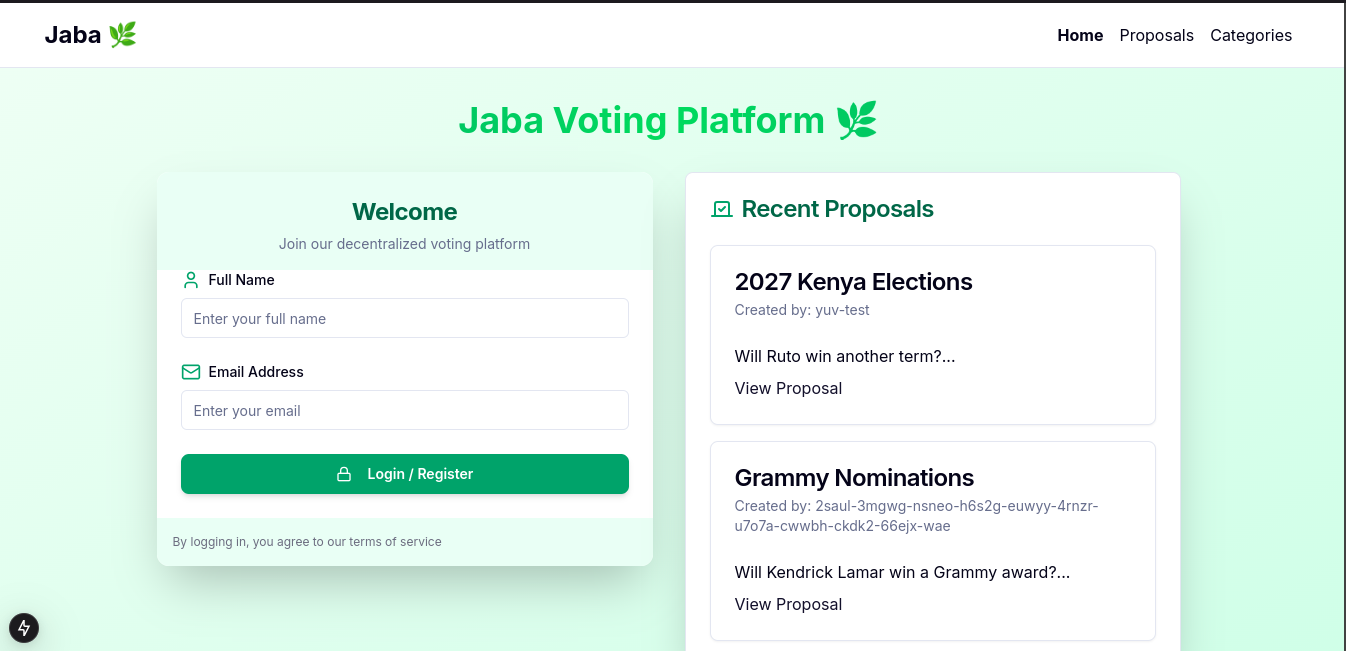 Jaba 🌿
Home Proposals Categories
Jaba Voting Platform 🌿
Welcome
Join our decentralized voting platform
Full Name
Enter your full name
Email Address
Enter your email
Login / Register
By logging in, you agree to our terms of service
Recent Proposals
2027 Kenya Elections
Created by: yuv-test
Will Ruto win another term?...
View Proposal
Grammy Nominations
Created by: 2saul-3mgwg-nsneo-h6s2g-euwyy-4rnzr-
u7o7a-cwwbh-ckdk2-66ejx-wae
Will Kendrick Lamar win a Grammy award?...
View Proposal